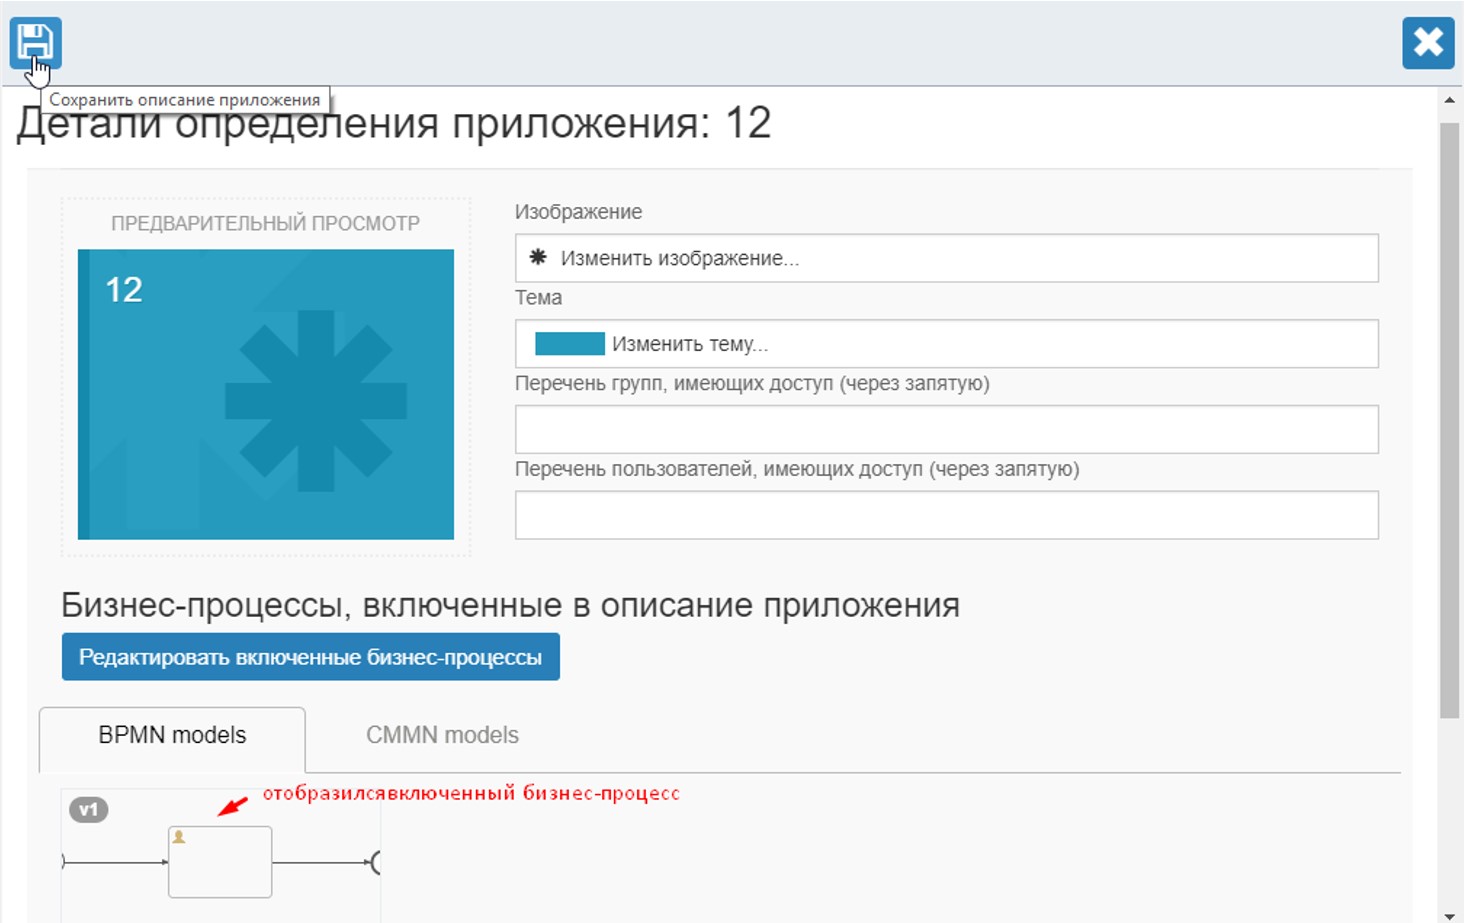 Сохранить описание приложения
Детали определения приложения: 12
ПРЕДВАРИТЕЛЬНЫЙ ПРОСМОТР
12
Изображение
Изменить изображение...
Тема
Изменить тему...
Перечень групп, имеющих доступ (через запятую)
Перечень пользователей, имеющих доступ (через запятую)
Бизнес-процессы, включенные в описание приложения
Редактировать включенные бизнес-процессы
BPMN models
CMMN models
отобразилсявключенный бизнес-процесс
v1